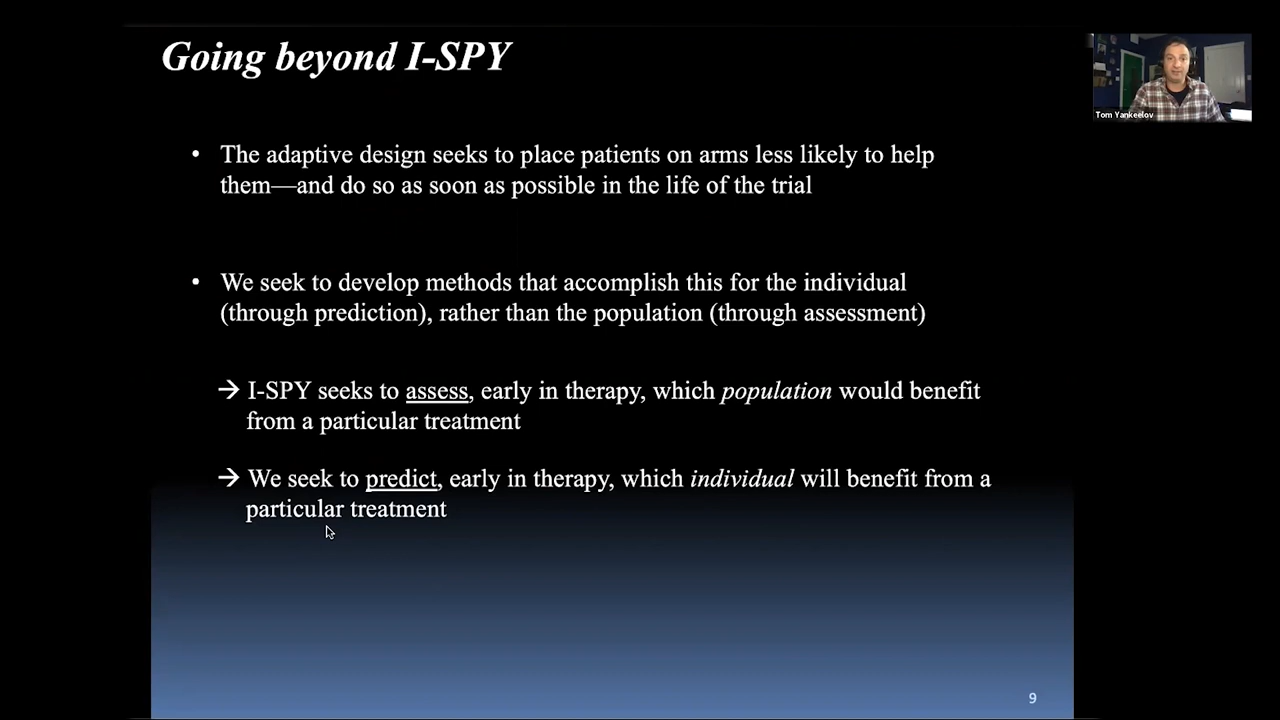 Going beyond I-SPY
Tom Yankeelov
• The adaptive design seeks to place patients on arms less likely to help
them—and do so as soon as possible in the life of the trial
• We seek to develop methods that accomplish this for the individual
(through prediction), rather than the population (through assessment)
→ I-SPY seeks to assess, early in therapy, which population would benefit
from a particular treatment
→ We seek to predict, early in therapy, which individual will benefit from a
particular treatment
9